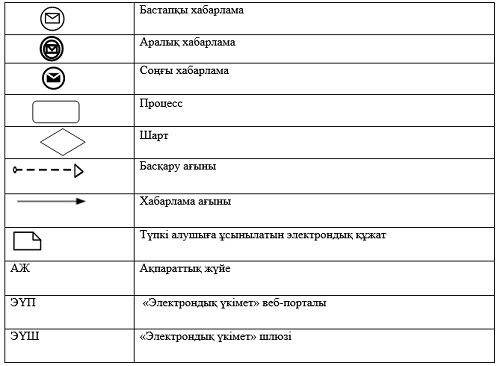 Бастапқы хабарлама
Аралық хабарлама
Соңғы хабарлама
Процесс
Шарт
Басқару ағыны
Хабарлама ағыны
Түпкі алушыға ұсынылатын электрондық құжат
АЖ Ақпараттық жүйе
ЭҮП «Электрондық үкімет» веб-порталы
ЭҮШ «Электрондық үкімет» шлюзі